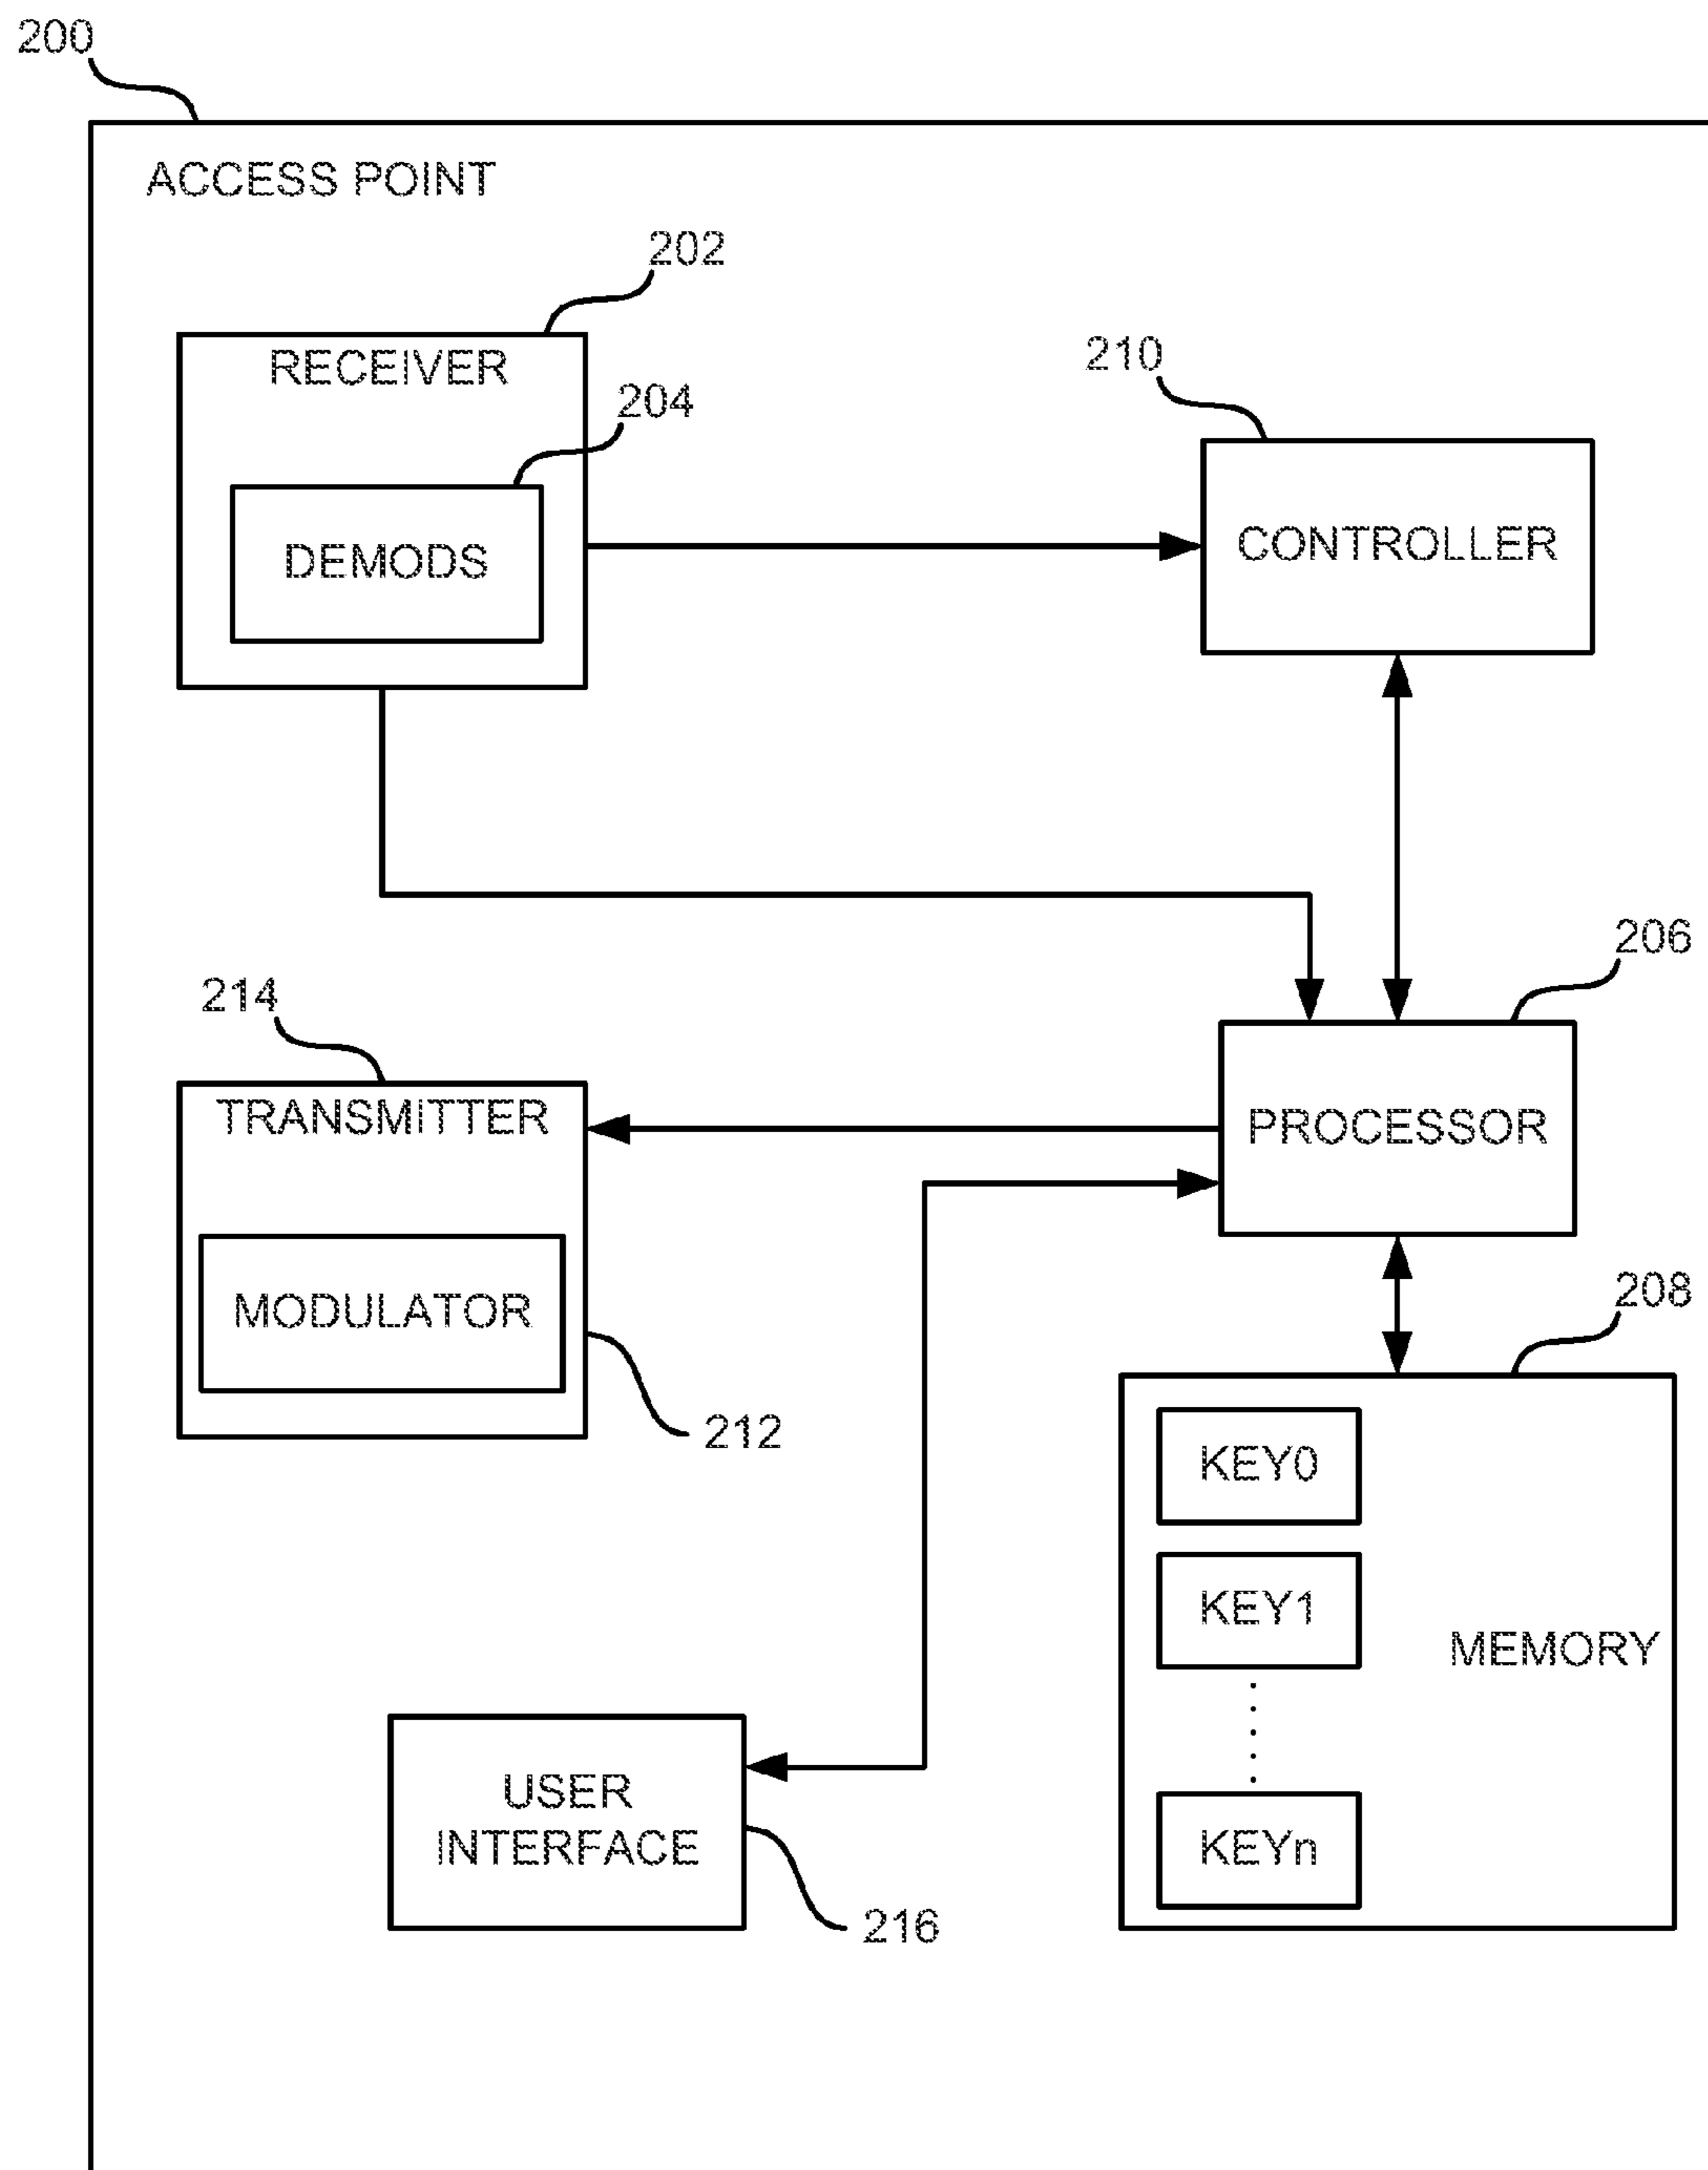 200
ACCESS POINT
202
RECEIVER
204
DEMODS
210
CONTROLLER
206
PROCESSOR
214
TRANSMITTER
MODULATOR
212
208
KEY0
KEY1
MEMORY
KEYn
USER
INTERFACE
216